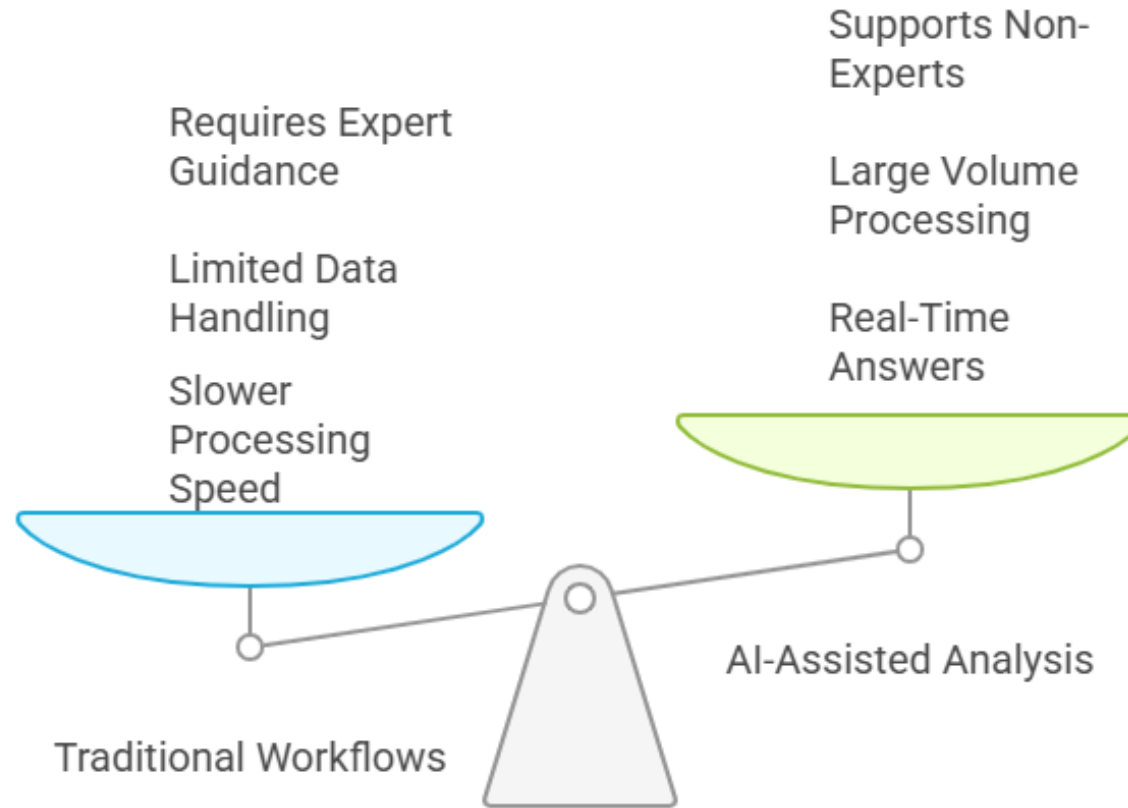 Requires Expert
Guidance
Limited Data
Handling
Slower
Processing
Speed
Traditional Workflows
Supports Non-
Experts
Large Volume
Processing
Real-Time
Answers
AI-Assisted Analysis